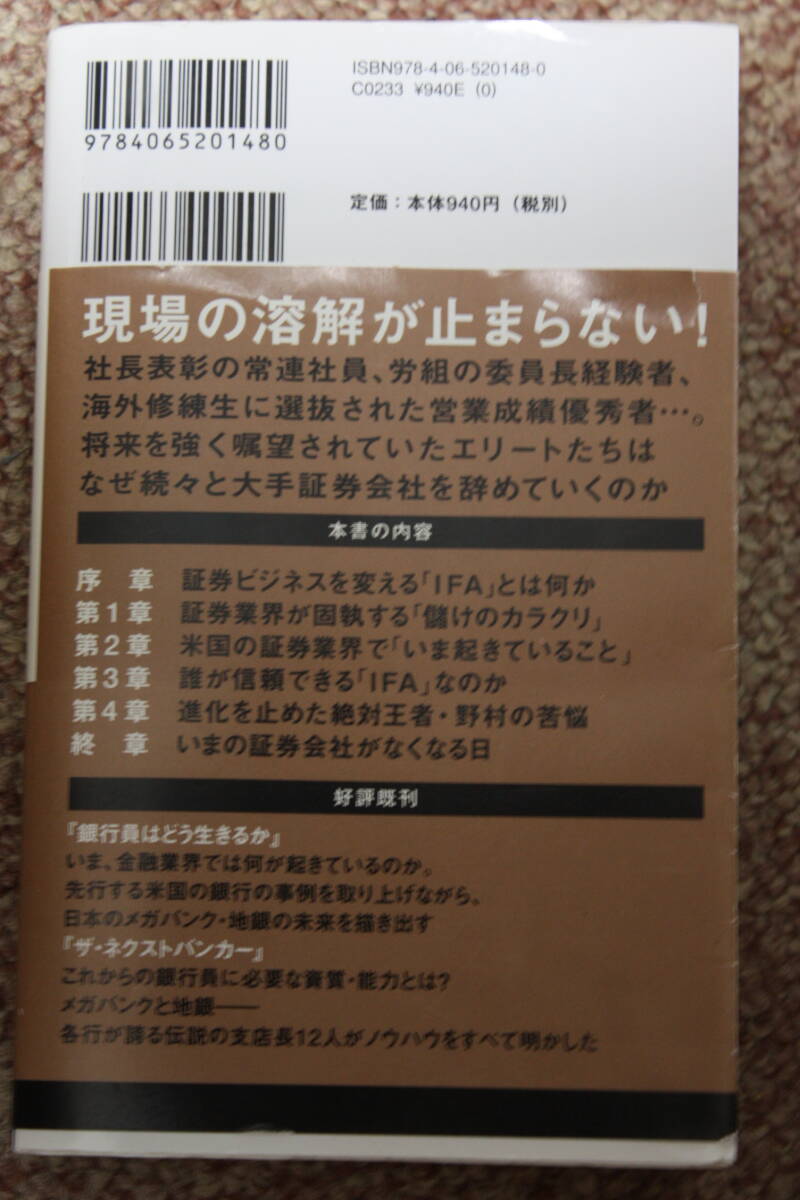 ISBN978-4-06-520148-0
C0233 ¥940E (0)
9784065201480
定価：本体940円（税別）
現場の溶解が止まらない！
社長表彰の常連社員、労組の委員長経験者、
海外修練生に選抜された営業成績優秀者…。
将来を強く嘱望されていたエリートたちは
なぜ続々と大手証券会社を辞めていくのか
本書の内容
序　章　証券ビジネスを変える「IFA」とは何か
第1章　証券業界が固執する「儲けのカラクリ」
第2章　米国の証券業界で「いま起きていること」
第3章　誰が信頼できる「IFA」なのか
第4章　進化を止めた絶対王者・野村の苦悩
終　章　いまの証券会社がなくなる日
好評既刊
『銀行員はどう生きるか』
いま、金融業界では何が起きているのか。
先行する米国の銀行の事例を取り上げながら、
日本のメガバンク・地銀の未来を描き出す
『ザ・ネクストバンカー』
これからの銀行員に必要な資質・能力とは?
メガバンクと地銀――
各行が誇る伝説の支店長12人がノウハウをすべて明かした